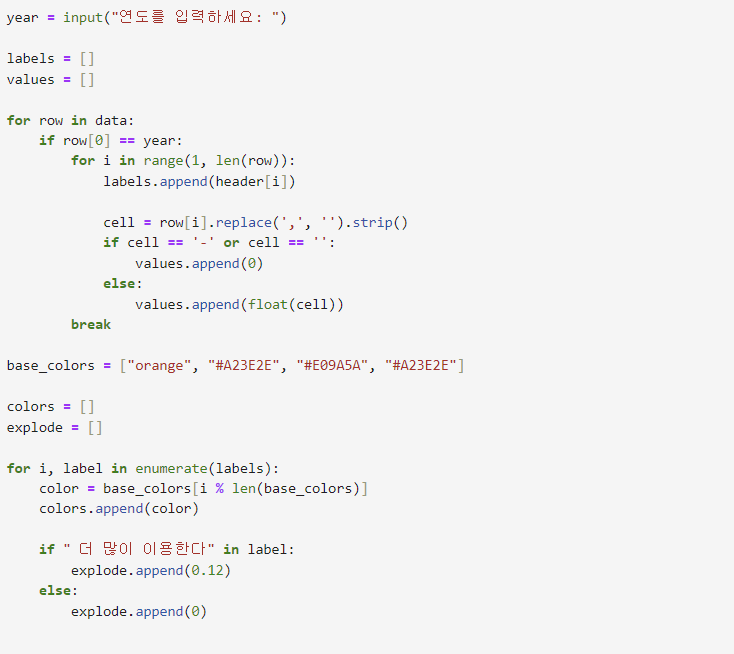 year = input("연도를 입력하세요: ")
labels = []
values = []
for row in data:
    if row[0] == year:
        for i in range(1, len(row)):
            labels.append(header[i])
            cell = row[i].replace(',', '').strip()
            if cell == '-' or cell == '':
                values.append(0)
            else:
                values.append(float(cell))
        break
base_colors = ["orange", "#A23E2E", "#E09A5A", "#A23E2E"]
colors = []
explode = []
for i, label in enumerate(labels):
    color = base_colors[i % len(base_colors)]
    colors.append(color)
    if " 더 많이 이용한다" in label:
        explode.append(0.12)
    else:
        explode.append(0)